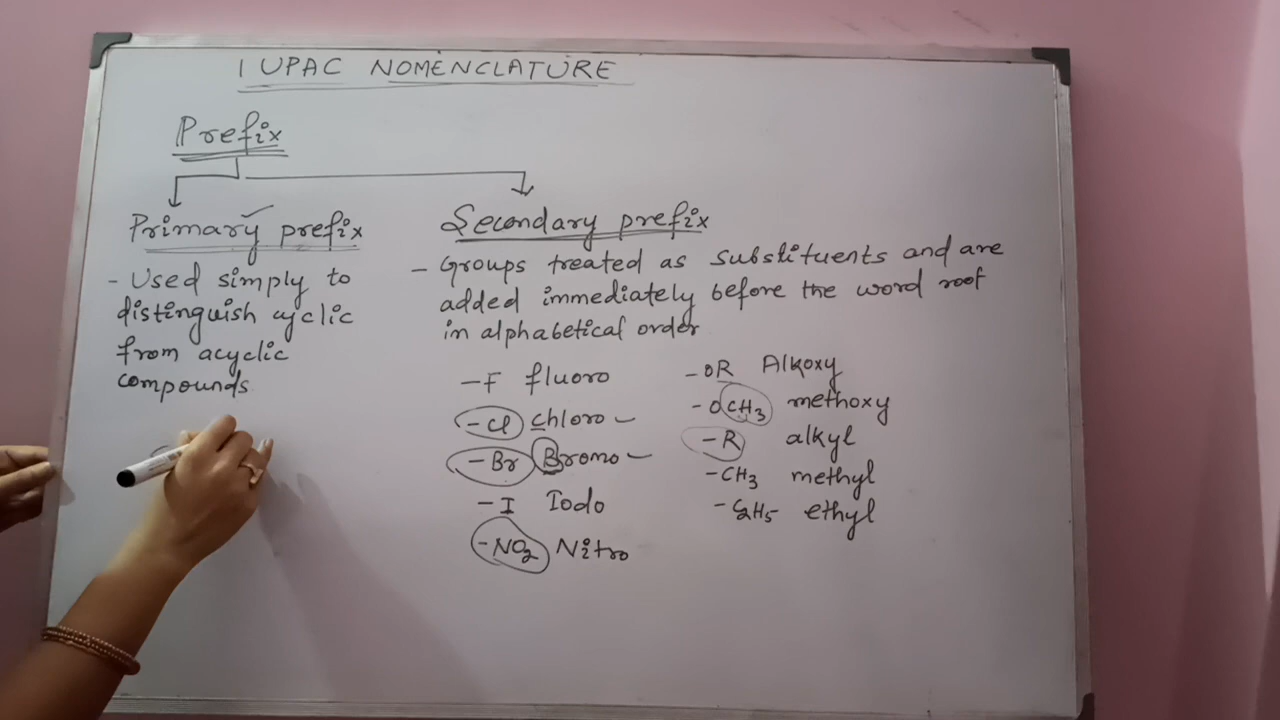 IUPAC NOMENCLATURE
Prefix
Primary prefix
- Used simply to
distinguish cyclic
from acyclic
compounds
Secondary prefix
- Groups treated as substituents and are
added immediately before the word root
in alphabetical order
-F fluoro
-Cl chloro -
-Br Bromo -
-I Iodo
-NO2 Nitro
-OR Alkoxy
-OCH3 methoxy
-R alkyl
-CH3 methyl
-C2H5 ethyl